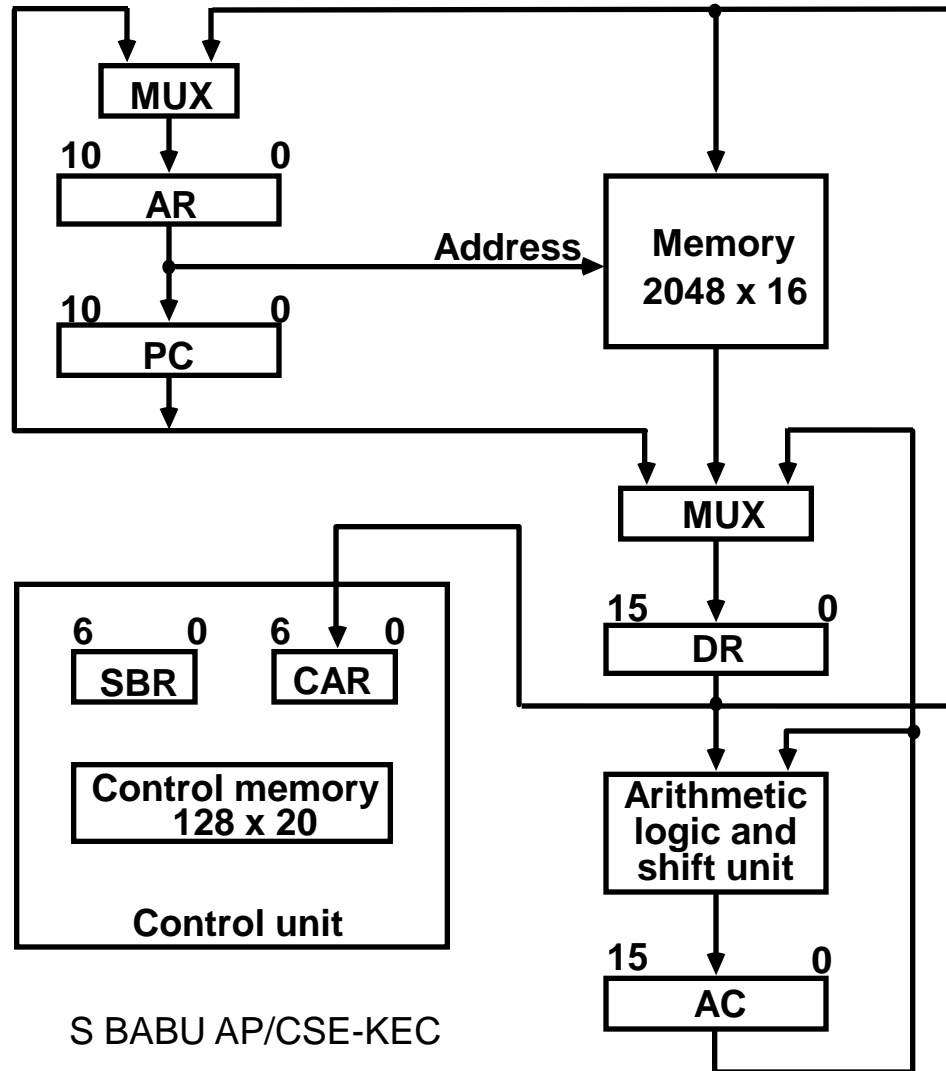 MUX
10 0
AR
Address
Memory
2048 x 16
10 0
PC
MUX
15 0
DR
6 0
SBR
6 0
CAR
Control memory
128 x 20
Control unit
Arithmetic
logic and
shift unit
15 0
AC
S BABU AP/CSE-KEC